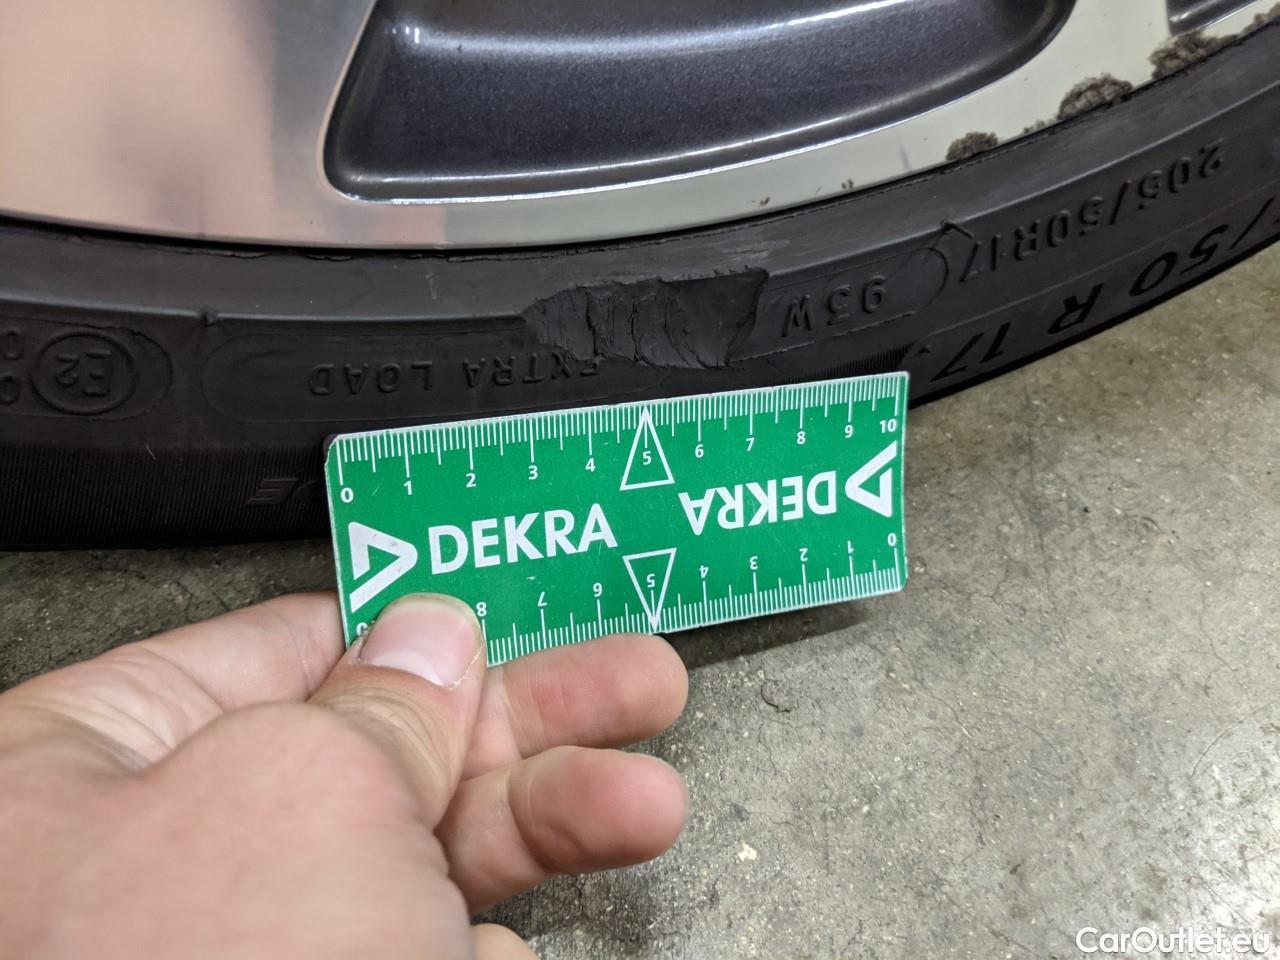 205/50R17
/50 R 17
93W
EXTRA LOAD
E2
0 1 2 3 4 5 6 7 8 9 10
DEKRA
DEKRA
0 1 2 3 4 5 6 7 8
CarOutlet.eu